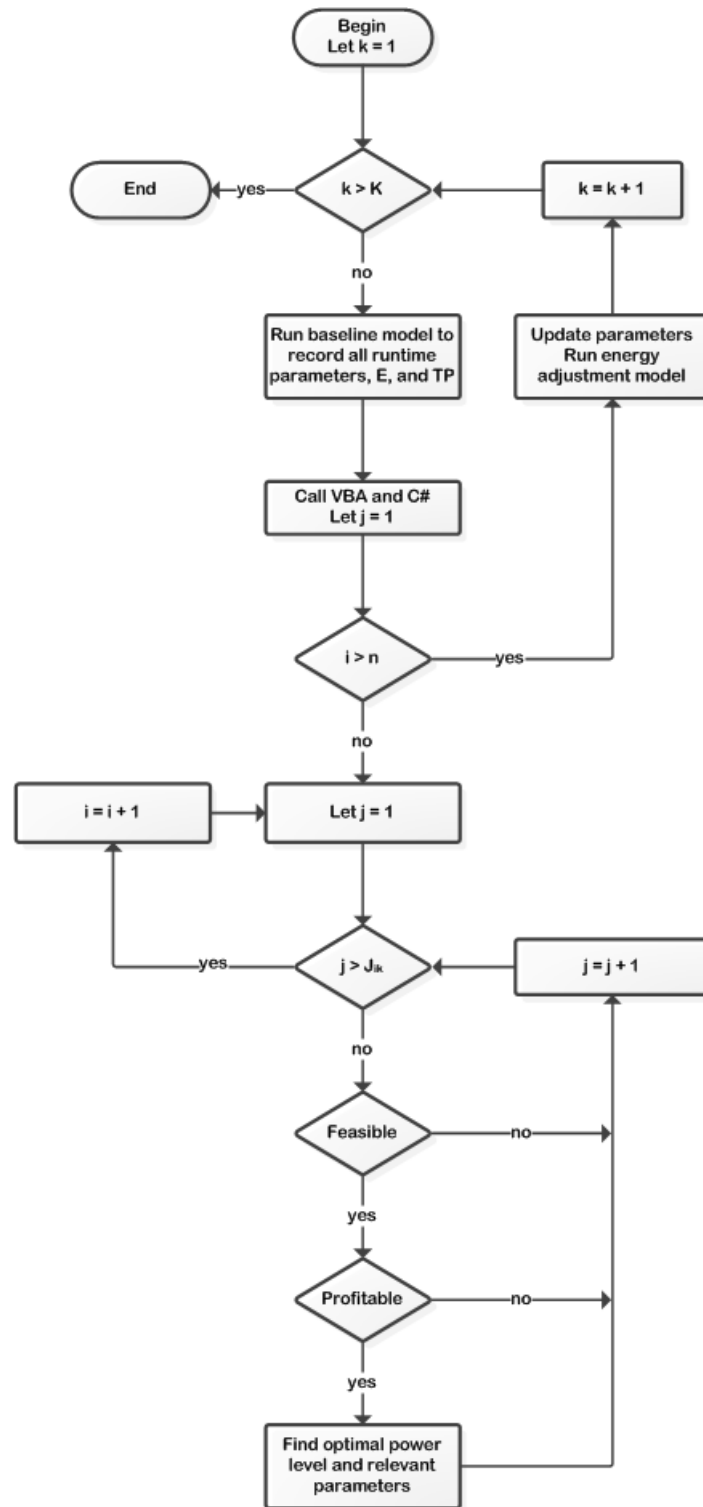 Begin
Let k = 1
End
yes
k > K
k = k + 1
no
Run baseline model to
record all runtime
parameters, E, and TP
Update parameters
Run energy
adjustment model
Call VBA and C#
Let j = 1
i > n
yes
no
i = i + 1
Let j = 1
yes
j > Jik
j = j + 1
no
Feasible
no
yes
Profitable
no
yes
Find optimal power
level and relevant
parameters